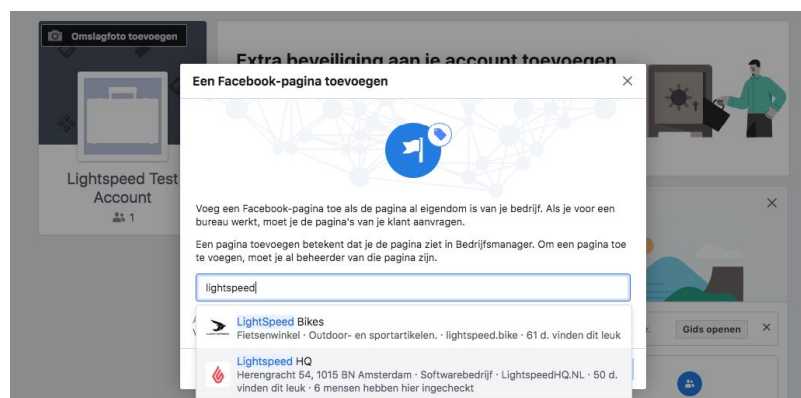 Omslagfoto toevoegen
Extra beveiliging aan je account toevoegen
Een Facebook-pagina toevoegen
Lightspeed Test
Account
1
Voeg een Facebook-pagina toe als de pagina al eigendom is van je bedrijf. Als je voor een
bureau werkt, moet je de pagina's van je klant aanvragen.
Een pagina toevoegen betekent dat je de pagina ziet in Bedrijfsmanager. Om een pagina toe
te voegen, moet je al beheerder van die pagina zijn.
lightspeed
LightSpeed Bikes
Fietsenwinkel · Outdoor- en sportartikelen. · lightspeed.bike · 61 d. vinden dit leuk
Gids openen
Lightspeed HQ
Herengracht 54, 1015 BN Amsterdam · Softwarebedrijf · LightspeedHQ.NL · 50 d.
vinden dit leuk · 6 mensen hebben hier ingecheckt